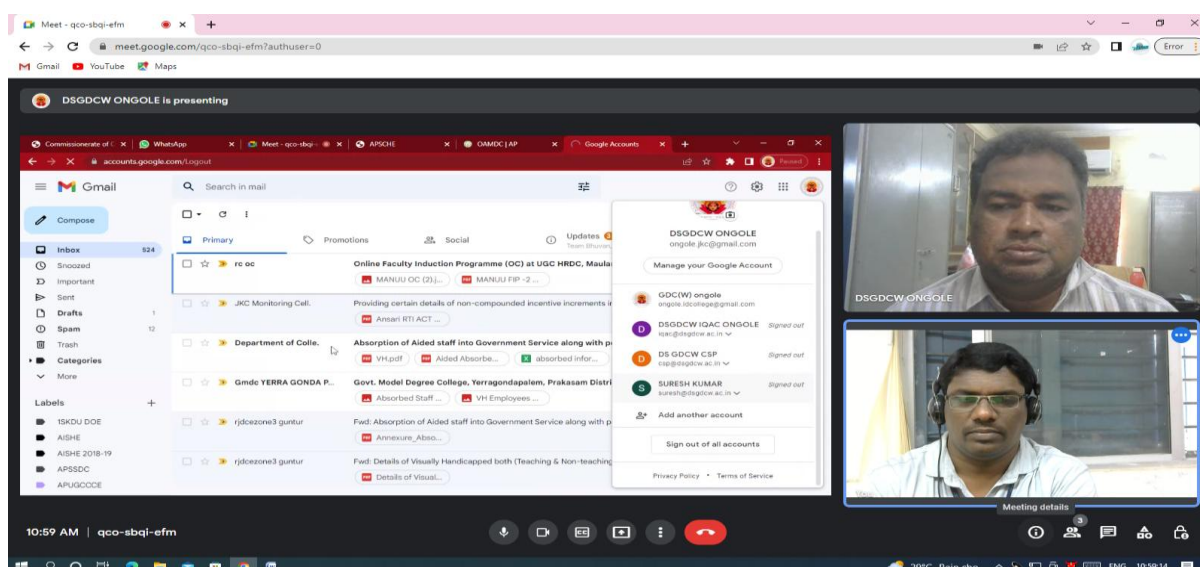 Meet - qco-sbqi-efm
meet.google.com/qco-sbqi-efm?authuser=0
Error
Gmail YouTube Maps
DSGDCW ONGOLE is presenting
Commissionerate of C WhatsApp Meet - qco-sbqi- APSCHE OAMDC | AP Google Accounts
accounts.google.com/Logout
Paused
Gmail
Search in mail
Compose
Inbox 524
Snoozed
Important
Sent
Drafts 1
Spam 12
Trash
Categories
More
Labels
1SKDU DOE
AISHE
AISHE 2018-19
APSSDC
APUGCCCE
Primary Promotions Social Updates
rc oc Online Faculty Induction Programme (OC) at UGC HRDC, Maula
MANUU OC (2).j... MANUU FIP -2 ...
JKC Monitoring Cell. Providing certain details of non-compounded incentive increments i
Ansari RTI ACT ...
Department of Colle. Absorption of Aided staff into Government Service along with p
VH.pdf Aided Absorbe... absorbed infor...
Gmdc YERRA GONDA P... Govt. Model Degree College, Yerragondapalem, Prakasam Distri
Absorbed Staff ... VH Employees ...
rjdcezone3 guntur Fwd: Absorption of Aided staff into Government Service along with p
Annexure_Abso...
rjdcezone3 guntur Fwd: Details of Visually Handicapped both (Teaching & Non-teaching
Details of Visual...
DSGDCW ONGOLE
ongole.jkc@gmail.com
Manage your Google Account
GDC(W) ongole
ongole.ldcollege@gmail.com
D DSGDCW IQAC ONGOLE Signed out
iqac@dsgdcw.ac.in
D DS GDCW CSP Signed out
csp@dsgdcw.ac.in
S SURESH KUMAR Signed out
suresh@dsgdcw.ac.in
Add another account
Sign out of all accounts
Privacy Policy • Terms of Service
DSGDCW ONGOLE
You
Meeting details
10:59 AM | qco-sbqi-efm
3
ENG 10:59:14